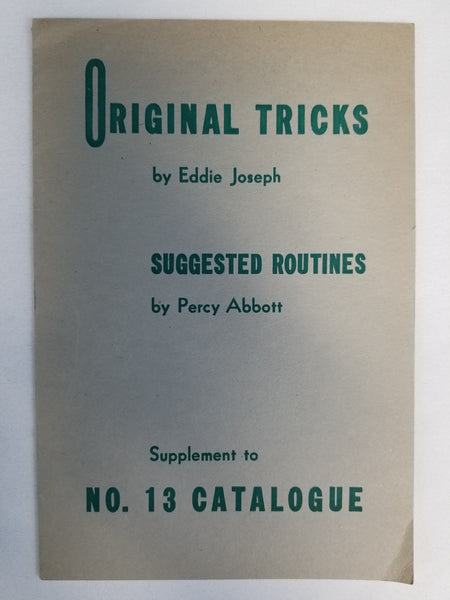 ORIGINAL TRICKS
by Eddie Joseph
SUGGESTED ROUTINES
by Percy Abbott
Supplement to
NO. 13 CATALOGUE